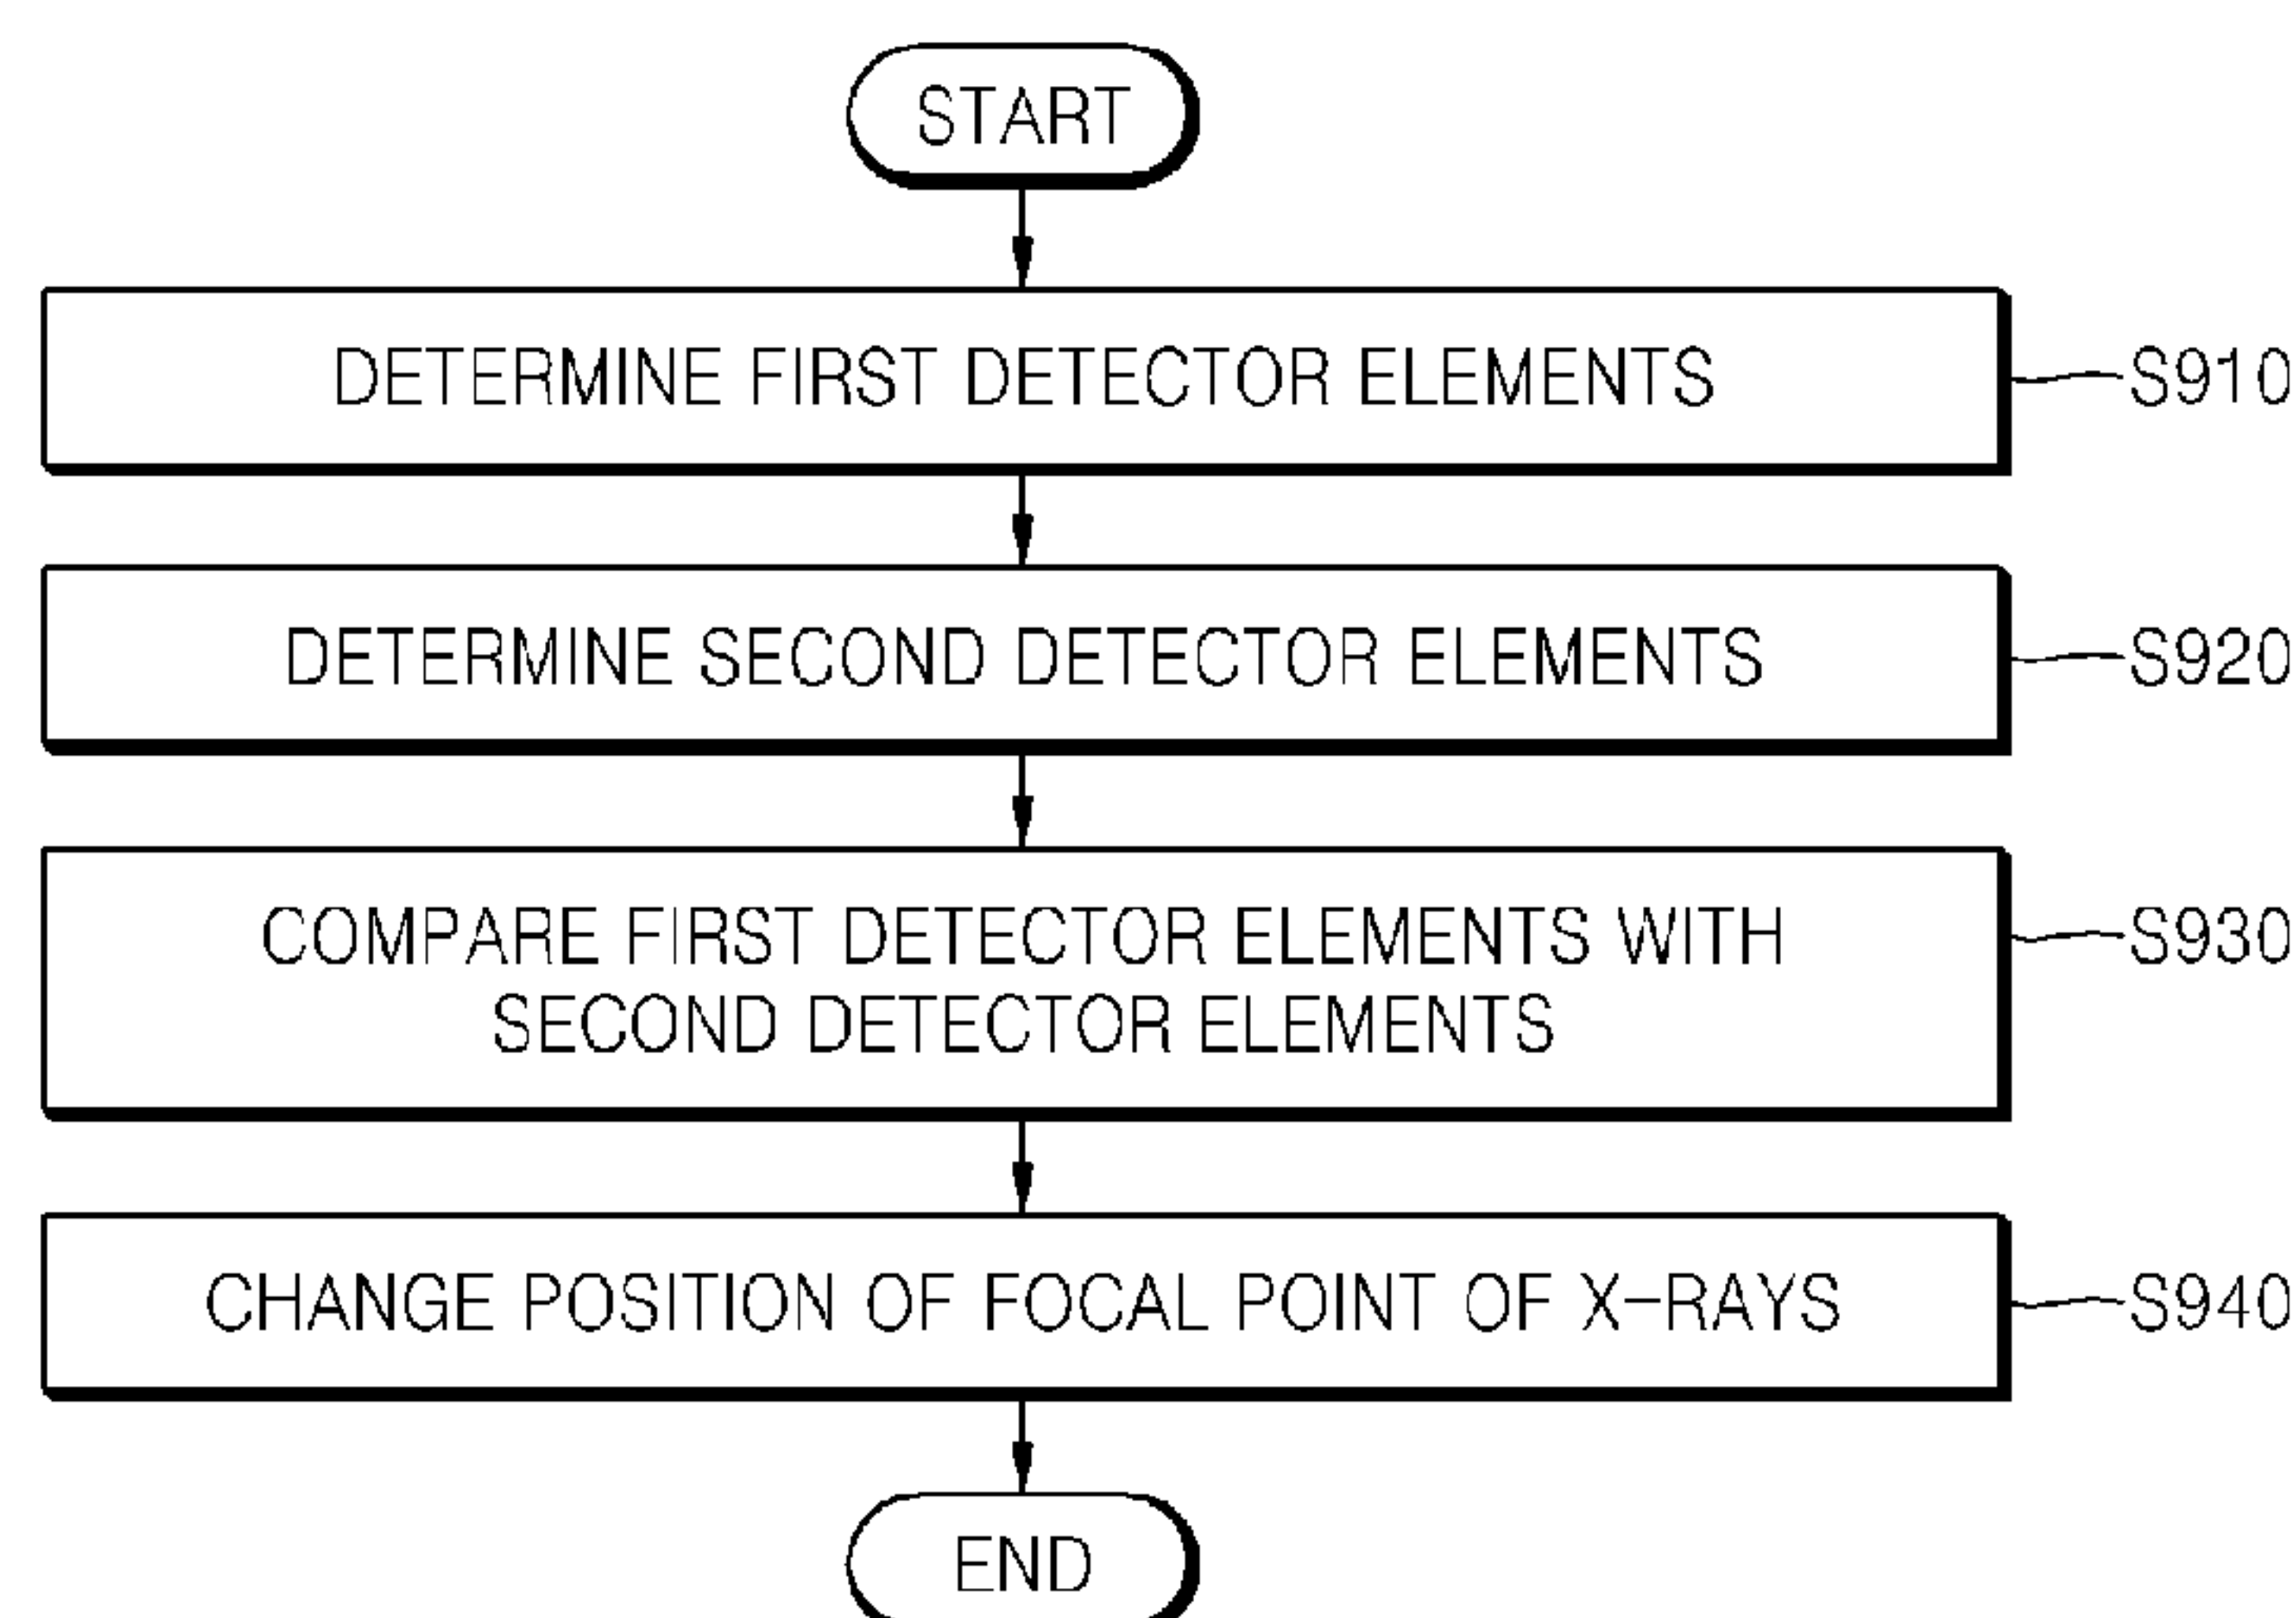 START
DETERMINE FIRST DETECTOR ELEMENTS
S910
DETERMINE SECOND DETECTOR ELEMENTS
S920
COMPARE FIRST DETECTOR ELEMENTS WITH
SECOND DETECTOR ELEMENTS
S930
CHANGE POSITION OF FOCAL POINT OF X-RAYS
S940
END